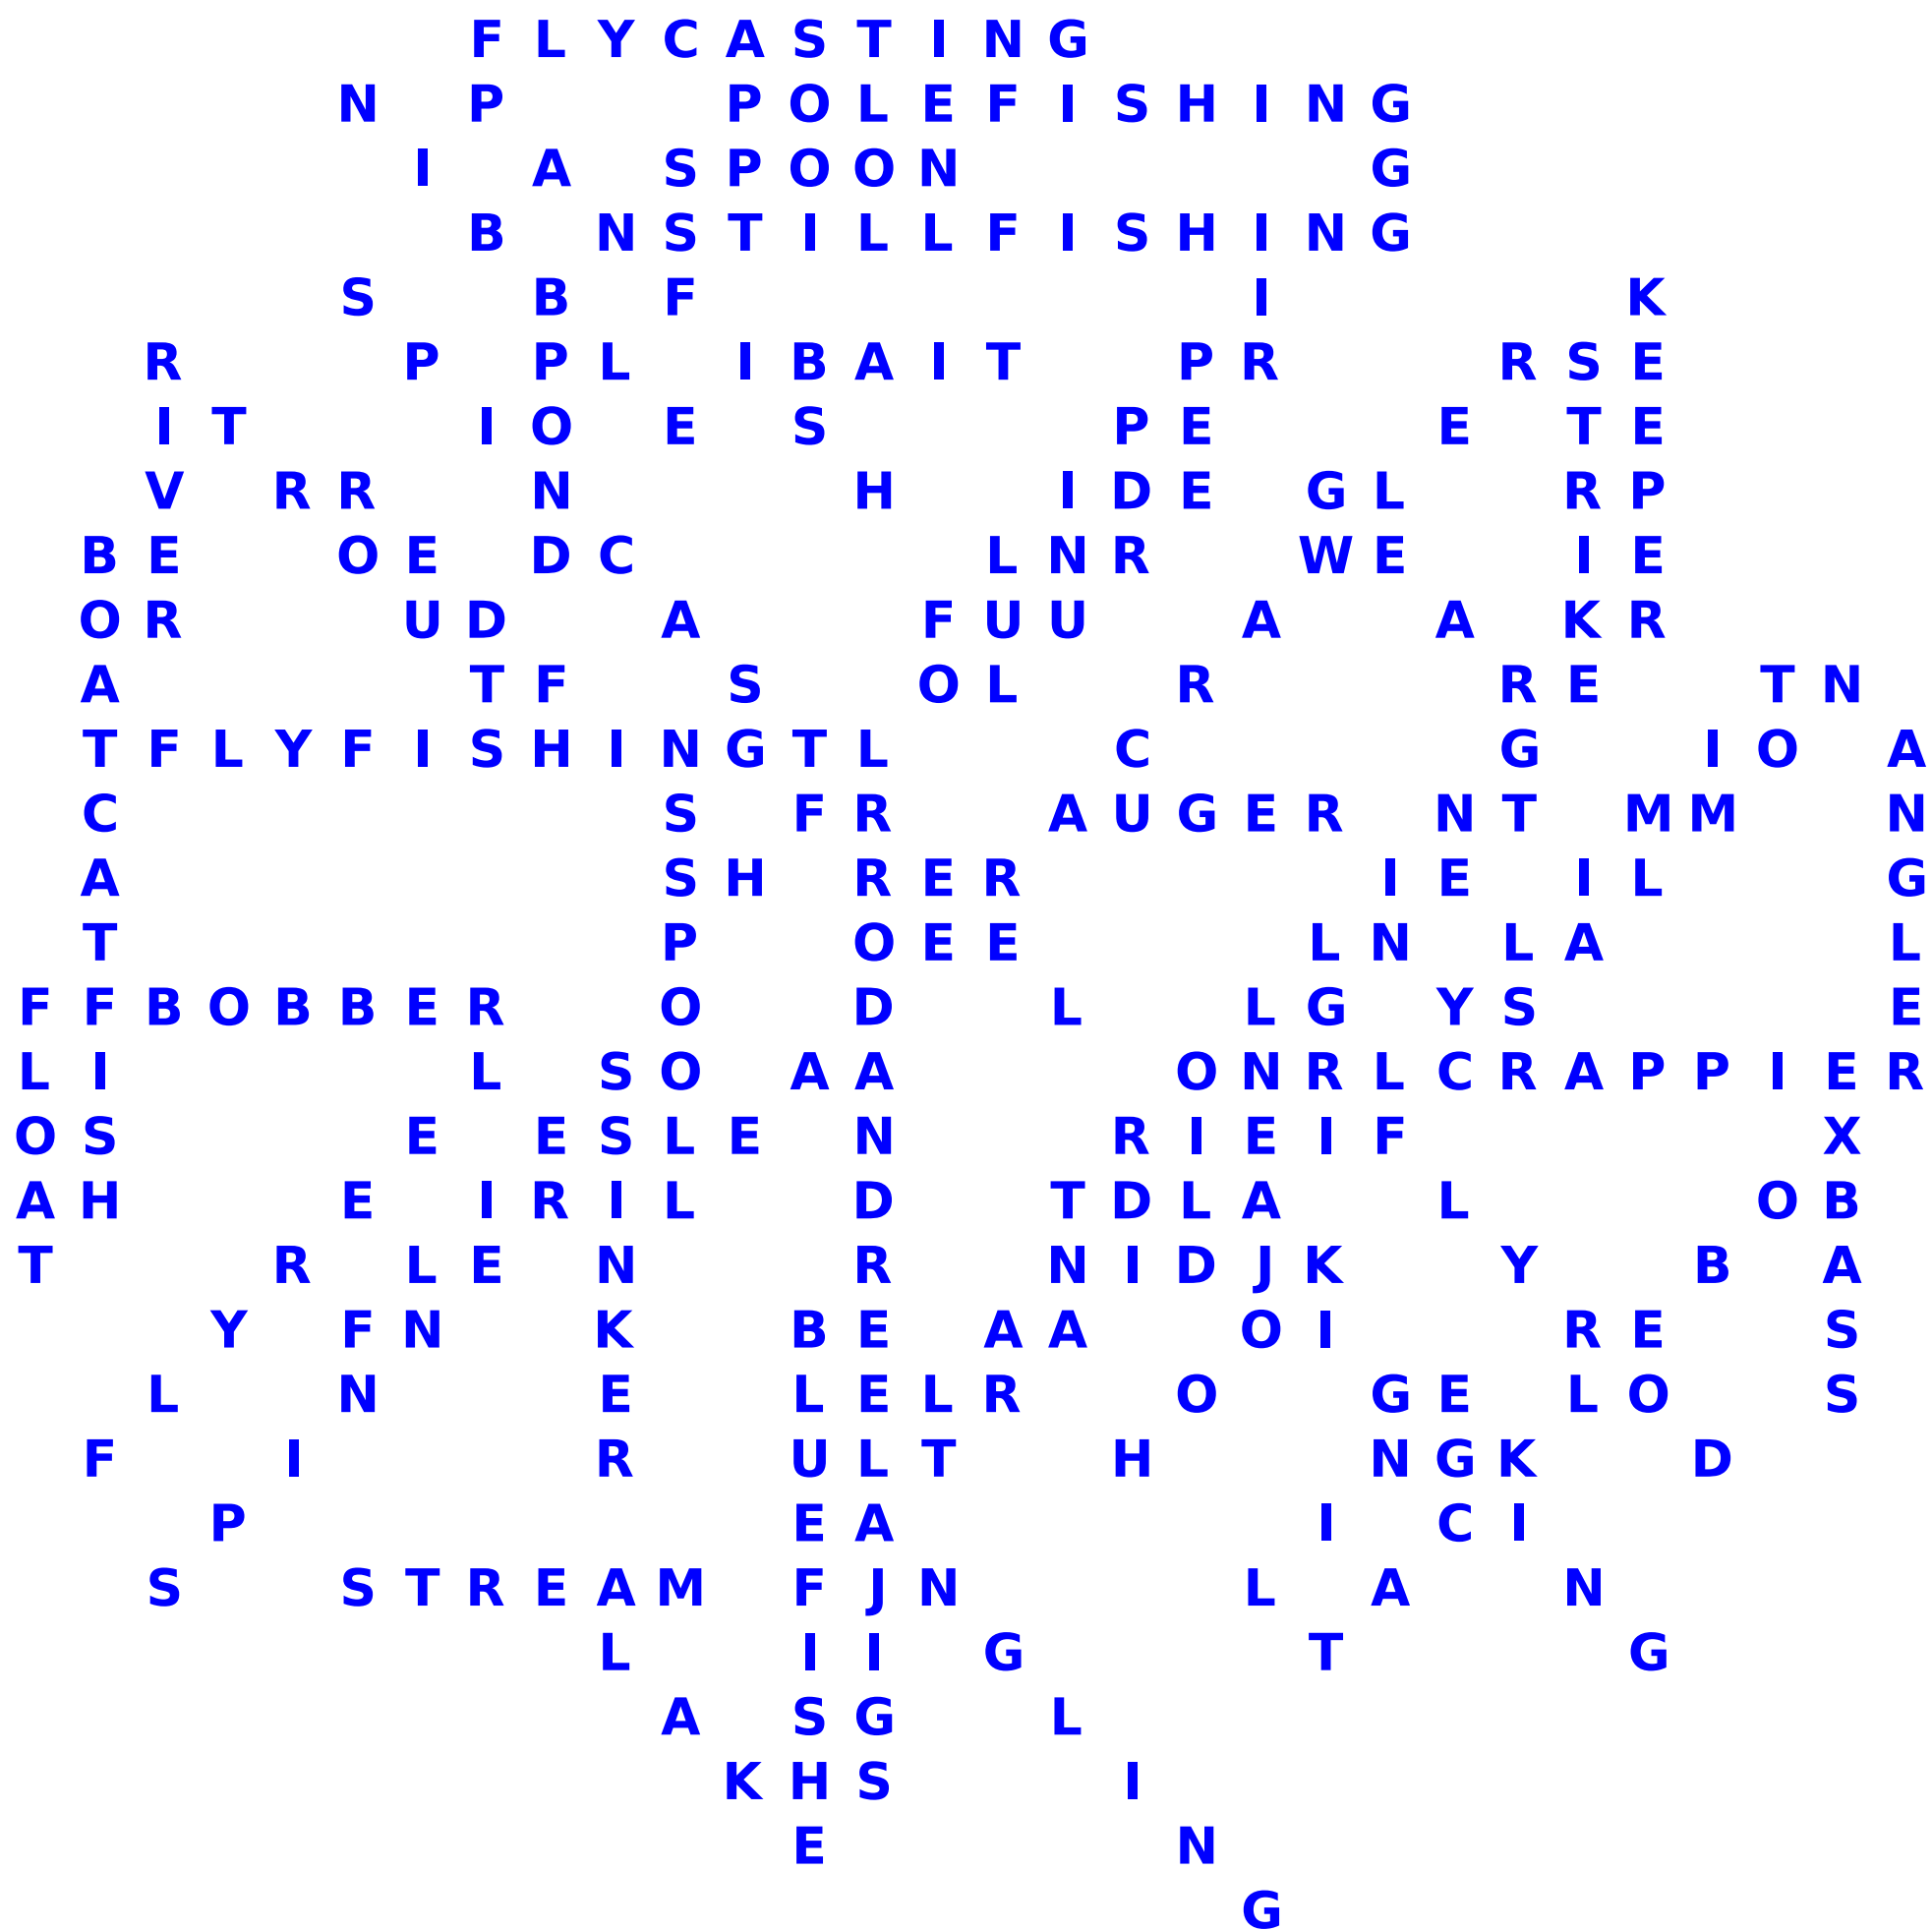 F L Y C A S T I N G
N P P O L E F I S H I N G
I A S P O O N G
B N S T I L L F I S H I N G
S B F I K
R P P L I B A I T P R R S E
I T I O E S P E E T E
V R R N H I D E G L R P
B E O E D C L N R W E I E
O R U D A F U U A A K R
A T F S O L R R E T N
T F L Y F I S H I N G T L C G I O A
C S F R A U G E R N T M M N
A S H R E R I E I L G
T P O E E L N L A L
F F B O B B E R O D L L G Y S E
L I L S O A A O N R L C R A P P I E R
O S E E S L E N R I E I F X
A H E I R I L D T D L A L O B
T R L E N R N I D J K Y B A
Y F N K B E A A O I R E S
L N E L E L R O G E L O S
F I R U L T H N G K D
P E A I C I
S S T R E A M F J N L A N
L I I G T G
A S G L
K H S I
E N
G